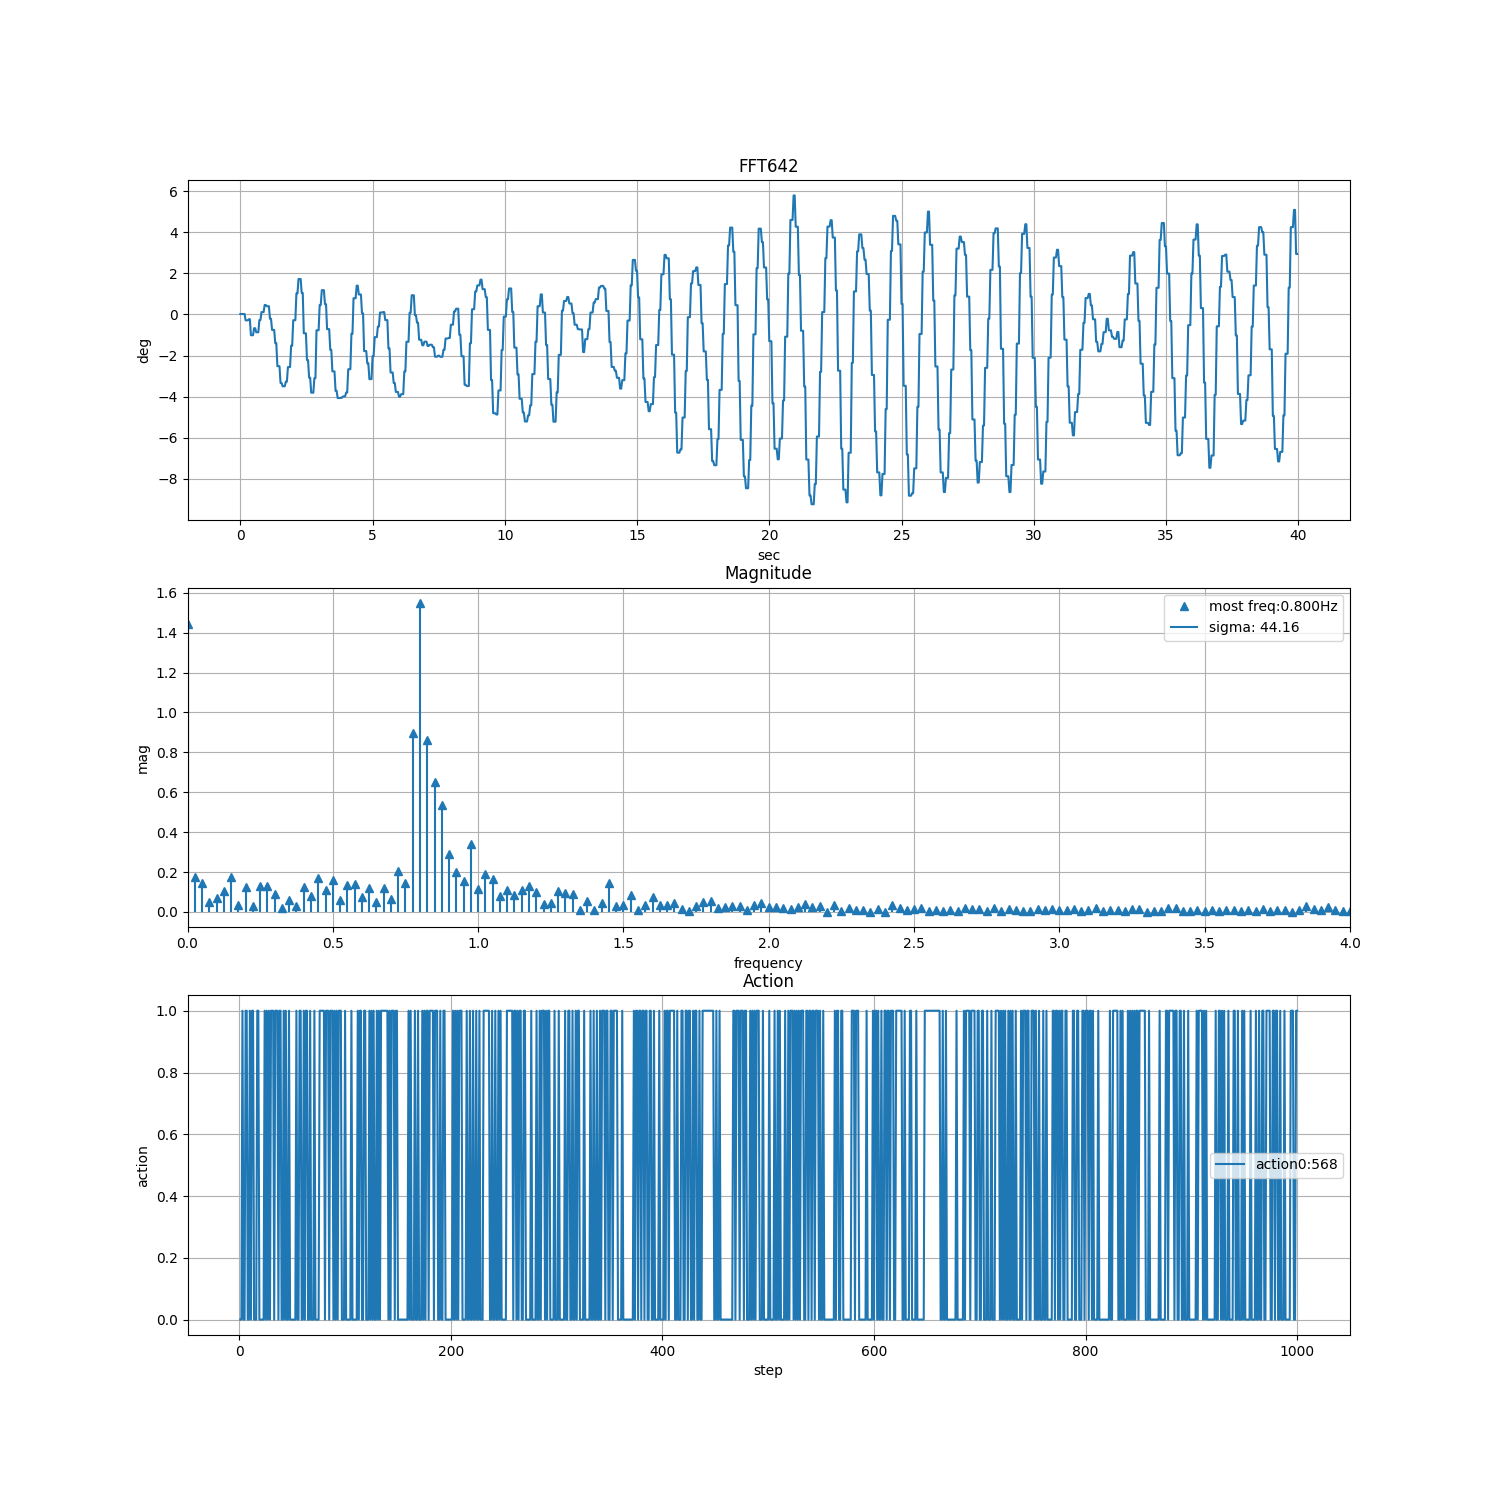 FFT642
6
4
2
0
−2
−4
−6
−8
deg
0 5 10 15 20 25 30 35 40
sec
Magnitude
1.6
1.4
1.2
1.0
0.8
0.6
0.4
0.2
0.0
mag
most freq:0.800Hz
sigma: 44.16
0.0 0.5 1.0 1.5 2.0 2.5 3.0 3.5 4.0
frequency
Action
1.0
0.8
0.6
0.4
0.2
0.0
action
action0:568
0 200 400 600 800 1000
step